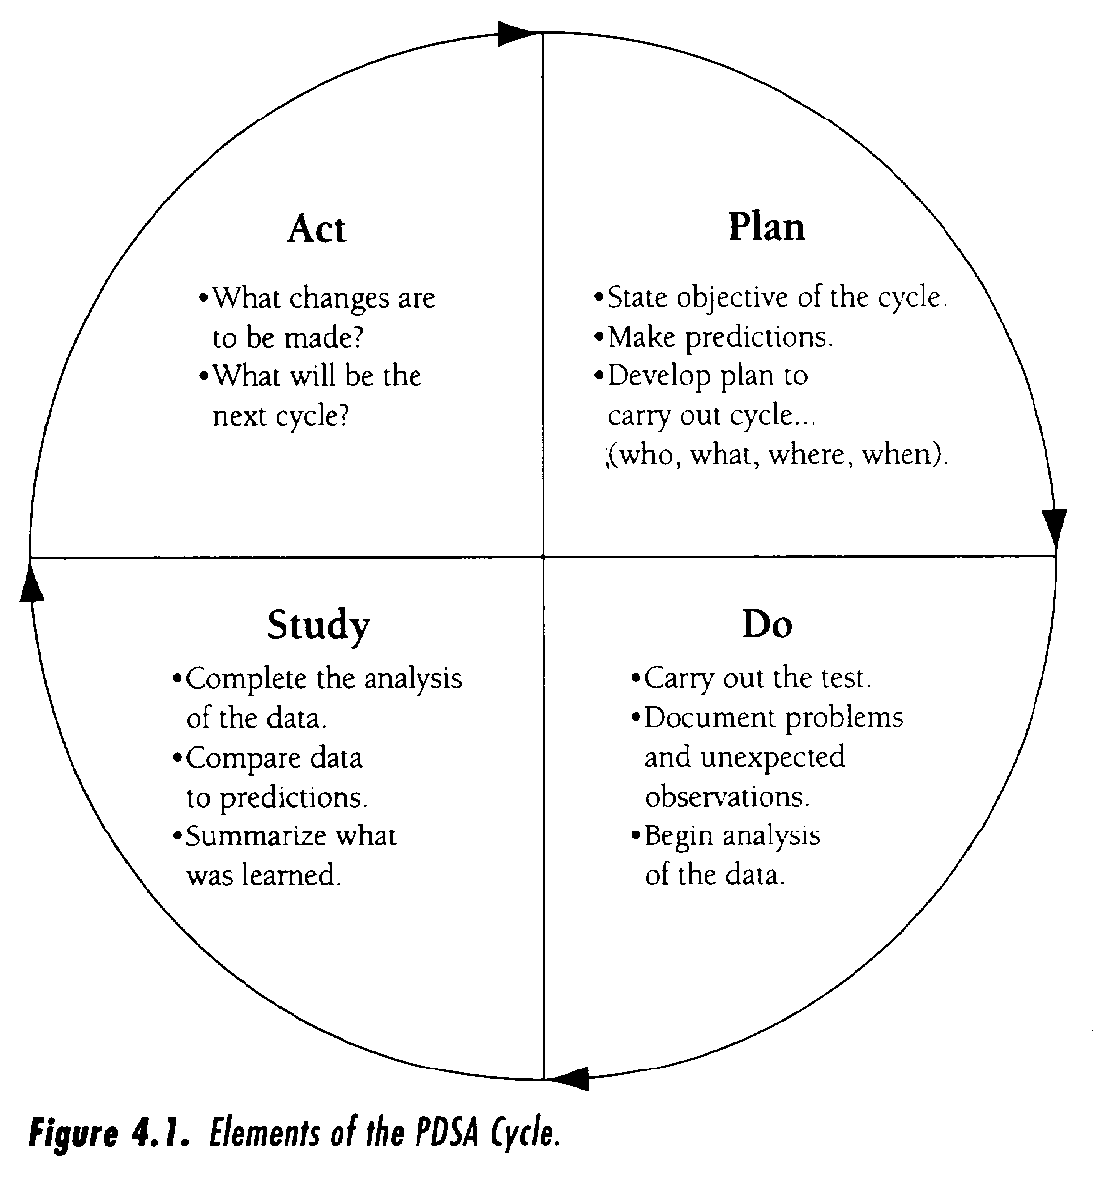 Act
•What changes are
to be made?
•What will be the
next cycle?
Plan
•State objective of the cycle.
•Make predictions.
•Develop plan to
carry out cycle...
(who, what, where, when).
Study
•Complete the analysis
of the data.
•Compare data
to predictions.
•Summarize what
was learned.
Do
•Carry out the test.
•Document problems
and unexpected
observations.
•Begin analysis
of the data.
Figure 4.1. Elements of the PDSA Cycle.